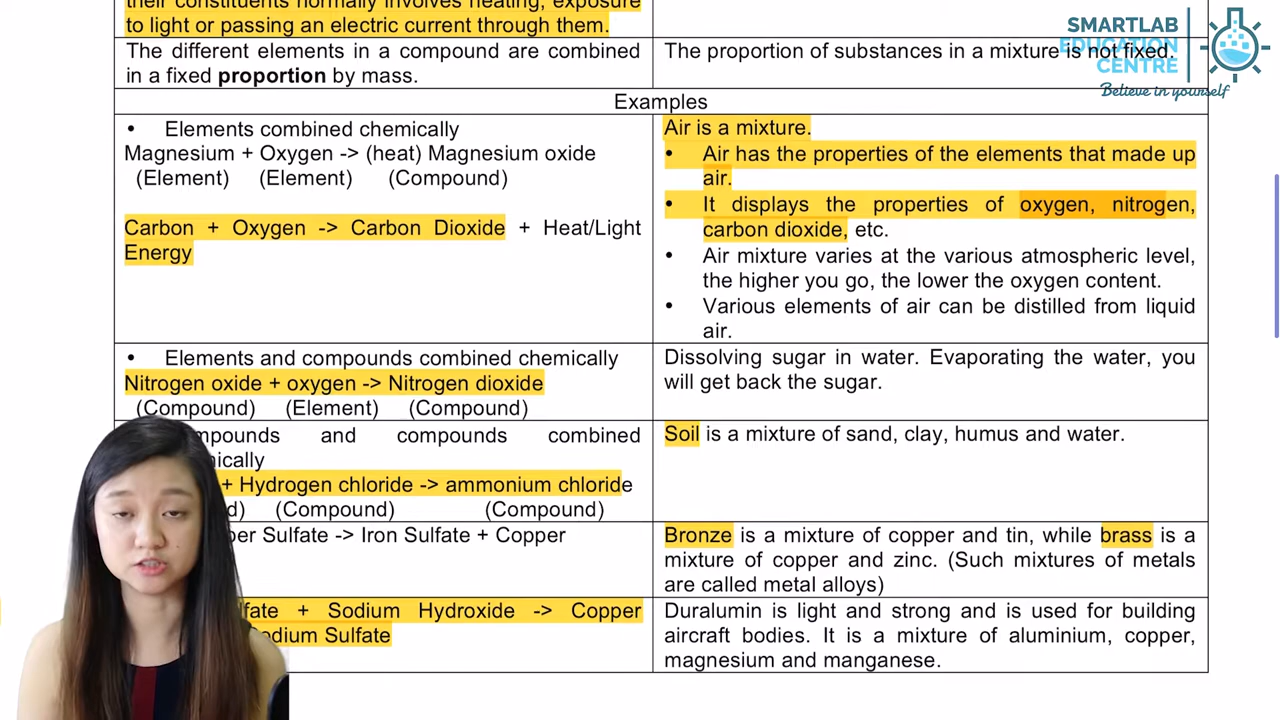 their constituents normally involves heating, exposure
to light or passing an electric current through them.
SMARTLAB
EDUCATION
CENTRE
Believe in yourself
The different elements in a compound are combined
in a fixed proportion by mass.
The proportion of substances in a mixture is not fixed.
Examples
• Elements combined chemically
Magnesium + Oxygen -> (heat) Magnesium oxide
(Element) (Element) (Compound)
Carbon + Oxygen -> Carbon Dioxide + Heat/Light
Energy
Air is a mixture.
• Air has the properties of the elements that made up
air.
• It displays the properties of oxygen, nitrogen,
carbon dioxide, etc.
• Air mixture varies at the various atmospheric level,
the higher you go, the lower the oxygen content.
• Various elements of air can be distilled from liquid
air.
• Elements and compounds combined chemically
Nitrogen oxide + oxygen -> Nitrogen dioxide
(Compound) (Element) (Compound)
Dissolving sugar in water. Evaporating the water, you
will get back the sugar.
and compounds combined
+ Hydrogen chloride -> ammonium chloride
(Compound) (Compound)
Soil is a mixture of sand, clay, humus and water.
Sulfate -> Iron Sulfate + Copper
Bronze is a mixture of copper and tin, while brass is a
mixture of copper and zinc. (Such mixtures of metals
are called metal alloys)
+ Sodium Hydroxide -> Copper
Sulfate
Duralumin is light and strong and is used for building
aircraft bodies. It is a mixture of aluminium, copper,
magnesium and manganese.